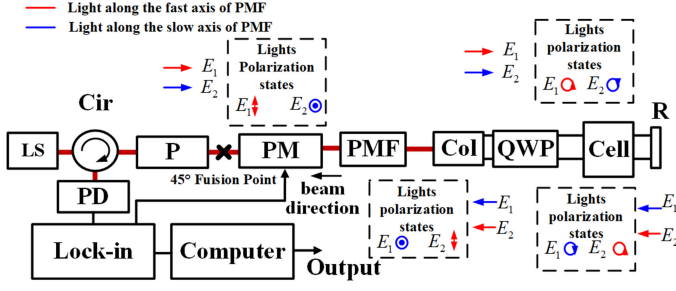 Light along the fast axis of PMF
Light along the slow axis of PMF
E1
E2
Lights
Polarization
states
E1 E2
E1
E2
Lights
polarization
states
E1 E2
R
Cir
LS
P
PM
PMF
Col
QWP
Cell
45° Fuision Point
beam
direction
PD
Lights
polarization
states
E1 E2
E1
E2
Lights
polarization
states
E1 E2
E1
E2
Lock-in
Computer
Output